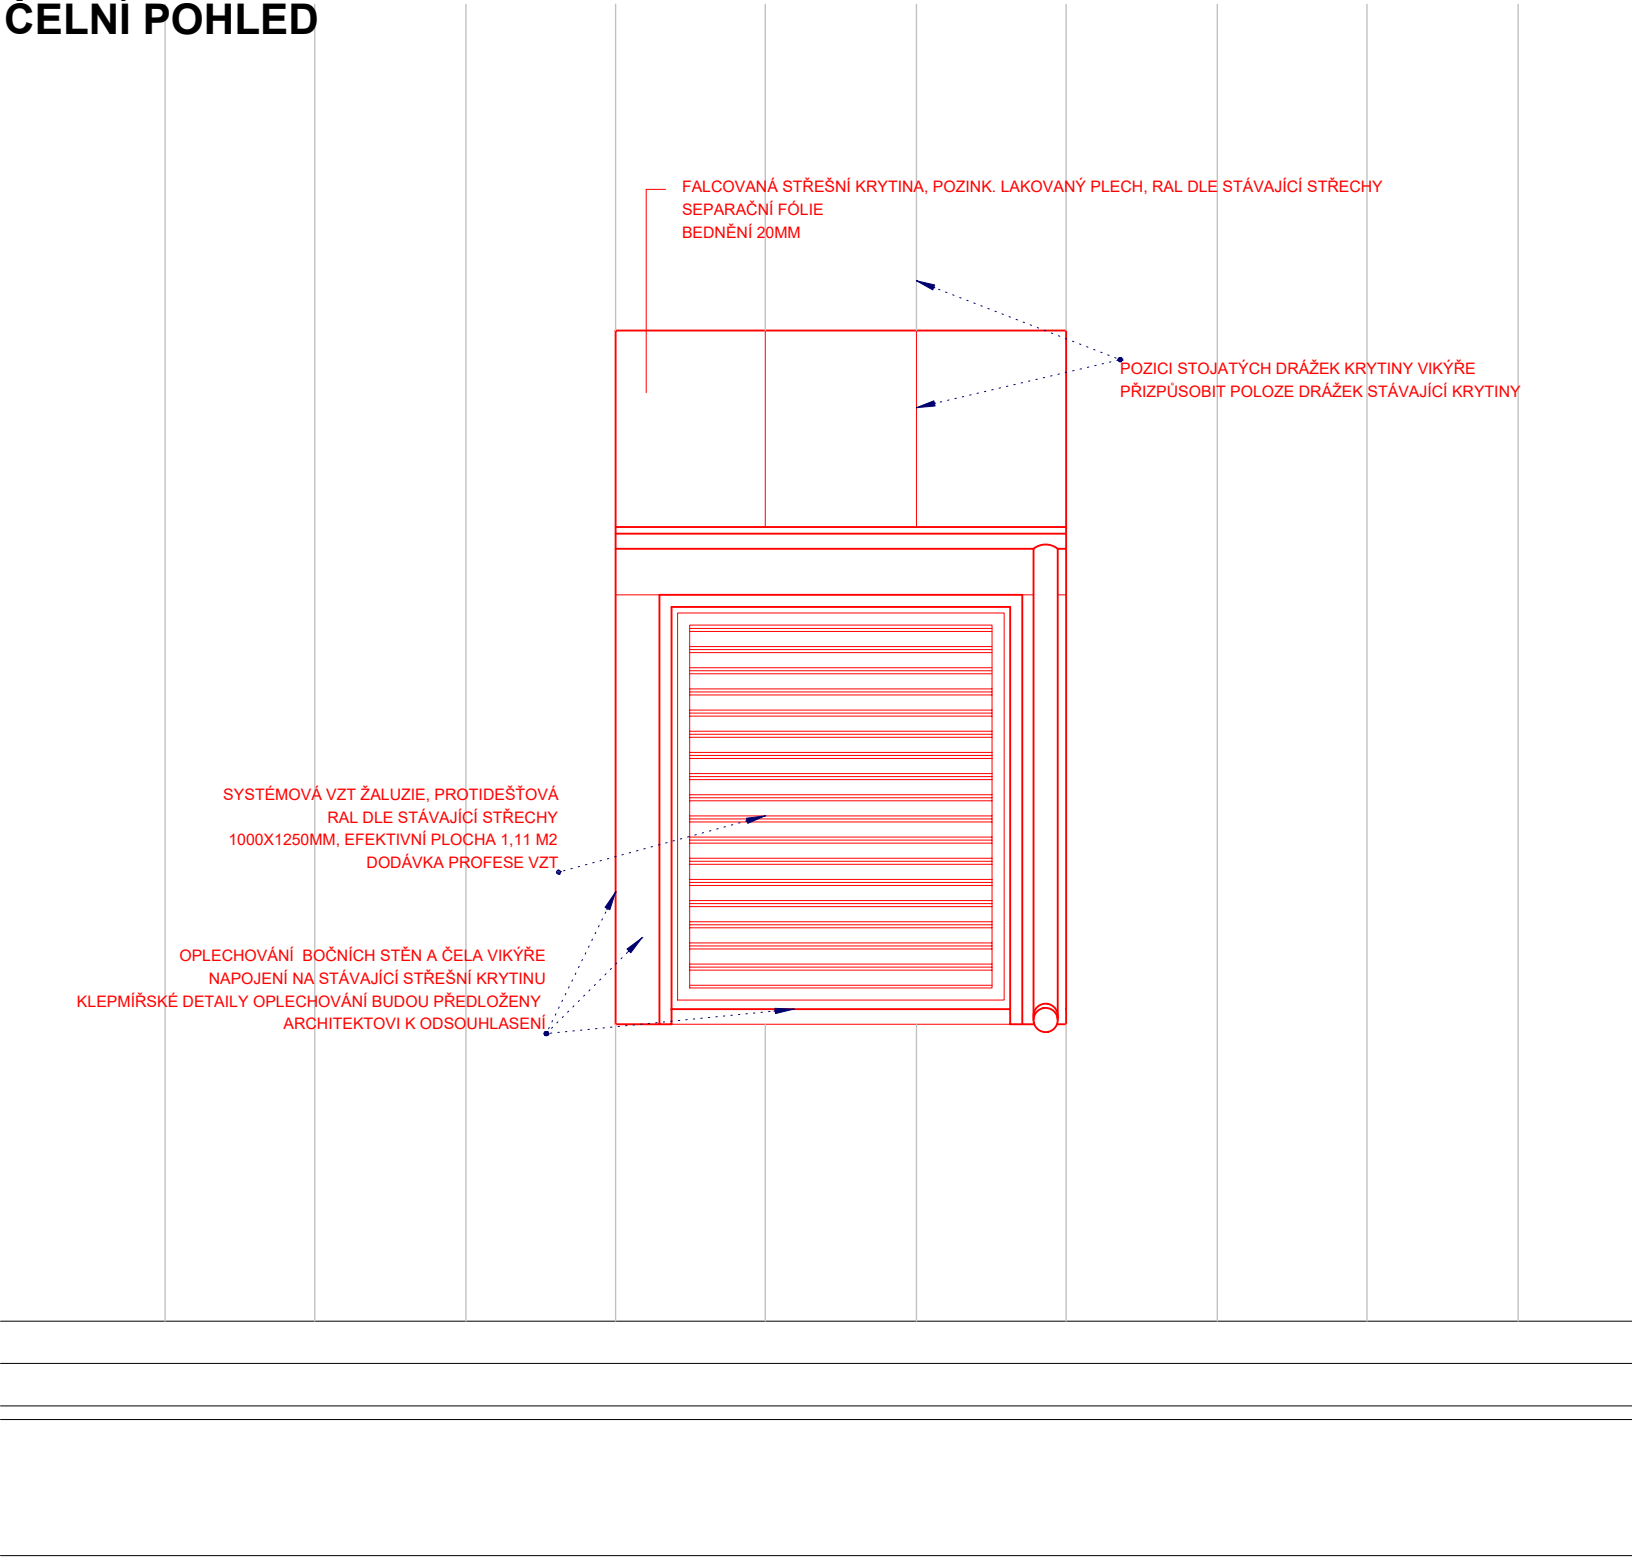 ČELNÍ POHLED
FALCOVANÁ STŘEŠNÍ KRYTINA, POZINK. LAKOVANÝ PLECH, RAL DLE STÁVAJÍCÍ STŘECHY
SEPARAČNÍ FÓLIE
BEDNĚNÍ 20MM
POZICI STOJATÝCH DRÁŽEK KRYTINY VIKÝŘE
PŘIZPŮSOBIT POLOZE DRÁŽEK STÁVAJÍCÍ KRYTINY
SYSTÉMOVÁ VZT ŽALUZIE, PROTIDEŠŤOVÁ
RAL DLE STÁVAJÍCÍ STŘECHY
1000X1250MM, EFEKTIVNÍ PLOCHA 1,11 M2
DODÁVKA PROFESE VZT
OPLECHOVÁNÍ  BOČNÍCH STĚN A ČELA VIKÝŘE
NAPOJENÍ NA STÁVAJÍCÍ STŘEŠNÍ KRYTINU
KLEPMÍŘSKÉ DETAILY OPLECHOVÁNÍ BUDOU PŘEDLOŽENY
ARCHITEKTOVI K ODSOUHLASENÍ